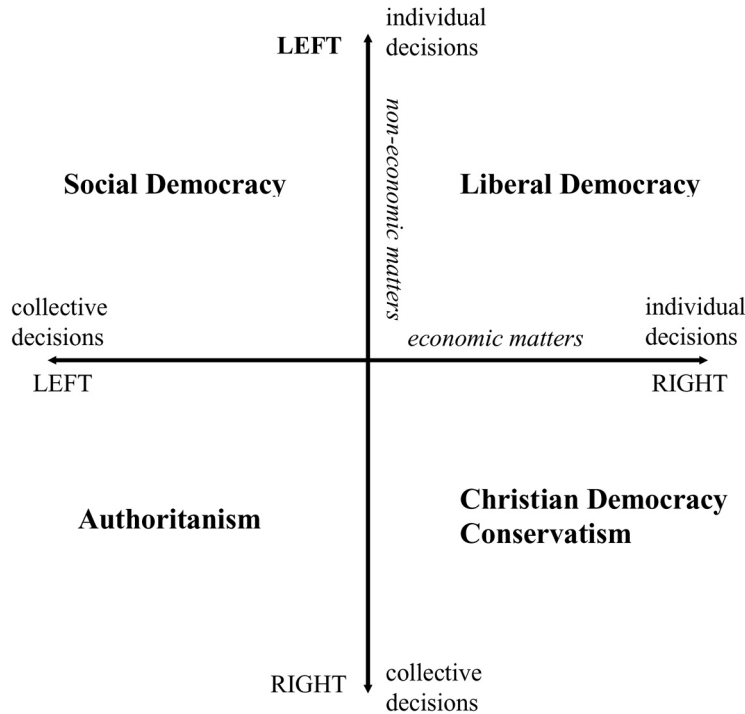 LEFT
individual
decisions
non-economic matters
Social Democracy
Liberal Democracy
collective
decisions
individual
decisions
economic matters
LEFT
RIGHT
Authoritanism
Christian Democracy
Conservatism
RIGHT
collective
decisions